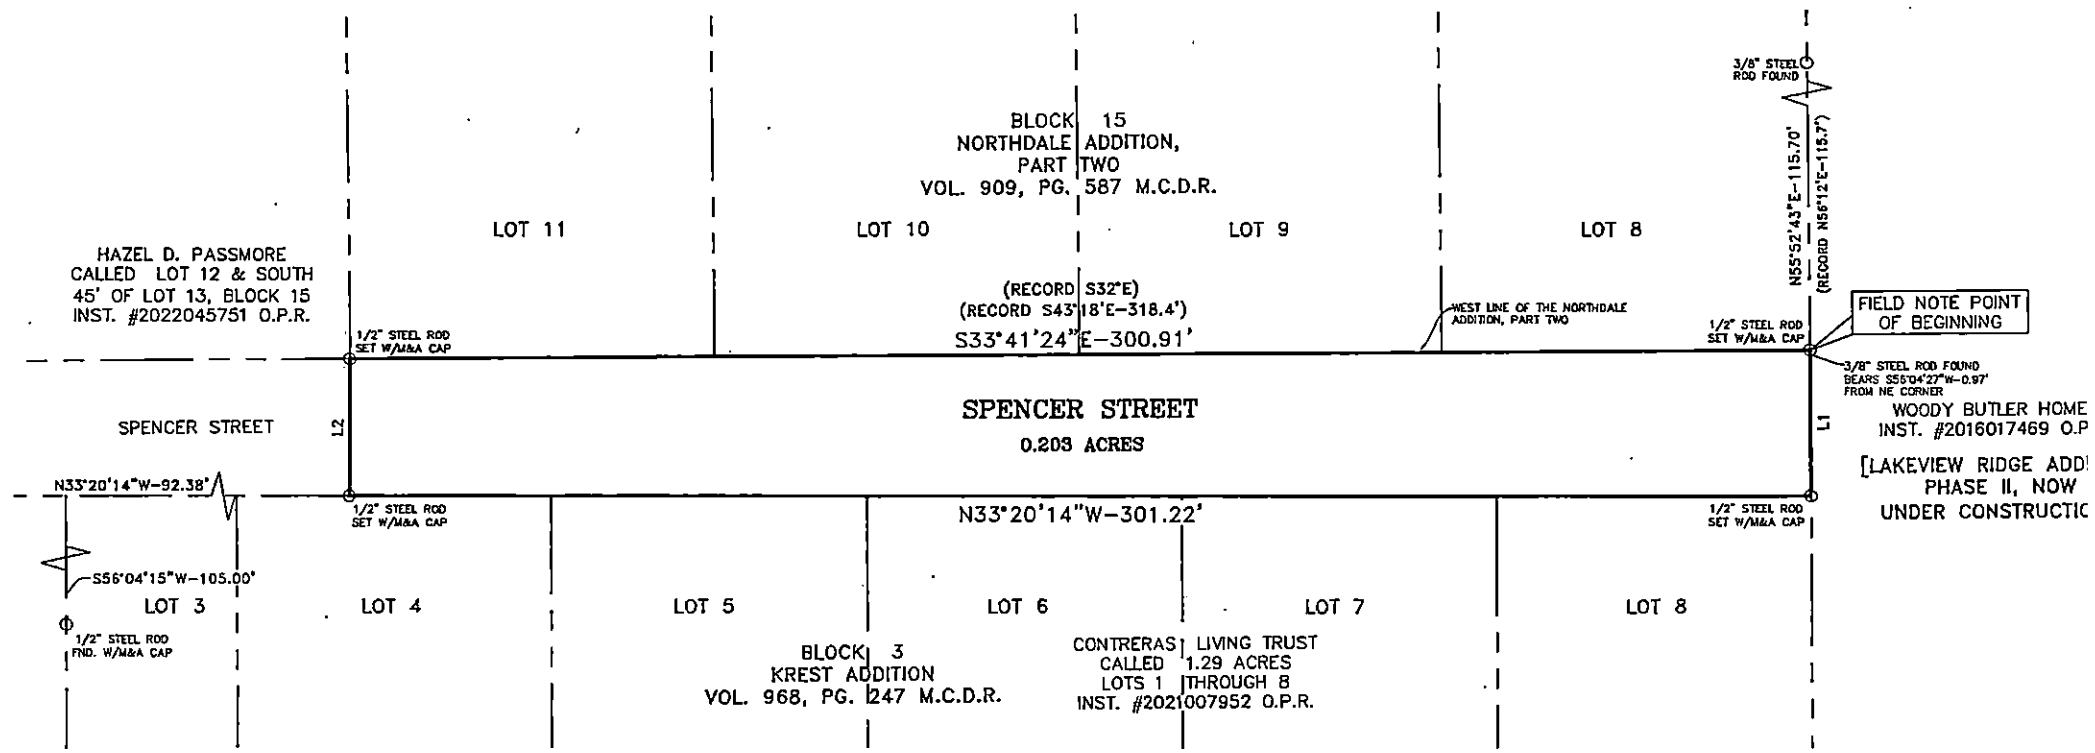 3/8" STEEL
ROD FOUND
BLOCK 15
NORTHDALE ADDITION,
PART TWO
VOL. 909, PG. 587 M.C.D.R.
N55°52'43"E-115.70'
(RECORD N56°12'E-115.7')
LOT 11
LOT 10
LOT 9
LOT 8
HAZEL D. PASSMORE
CALLED LOT 12 & SOUTH
45' OF LOT 13, BLOCK 15
INST. #2022045751 O.P.R.
(RECORD S32°E)
(RECORD S43°18'E-318.4')
S33°41'24"E-300.91'
WEST LINE OF THE NORTHDALE
ADDITION, PART TWO
FIELD NOTE POINT
OF BEGINNING
1/2" STEEL ROD
SET W/M&A CAP
1/2" STEEL ROD
SET W/M&A CAP
3/8" STEEL ROD FOUND
BEARS S56°04'27"W-0.97'
FROM NE CORNER
SPENCER STREET
L2
SPENCER STREET
0.203 ACRES
L1
WOODY BUTLER HOME
INST. #2016017469 O.P
[LAKEVIEW RIDGE ADD
PHASE II, NOW
UNDER CONSTRUCTIO
N33°20'14"W-92.38'
1/2" STEEL ROD
SET W/M&A CAP
N33°20'14"W-301.22'
1/2" STEEL ROD
SET W/M&A CAP
S56°04'15"W-105.00'
LOT 3
LOT 4
LOT 5
LOT 6
LOT 7
LOT 8
1/2" STEEL ROD
FND. W/M&A CAP
BLOCK 3
KREST ADDITION
VOL. 968, PG. 247 M.C.D.R.
CONTRERAS LIVING TRUST
CALLED 1.29 ACRES
LOTS 1 THROUGH 8
INST. #2021007952 O.P.R.